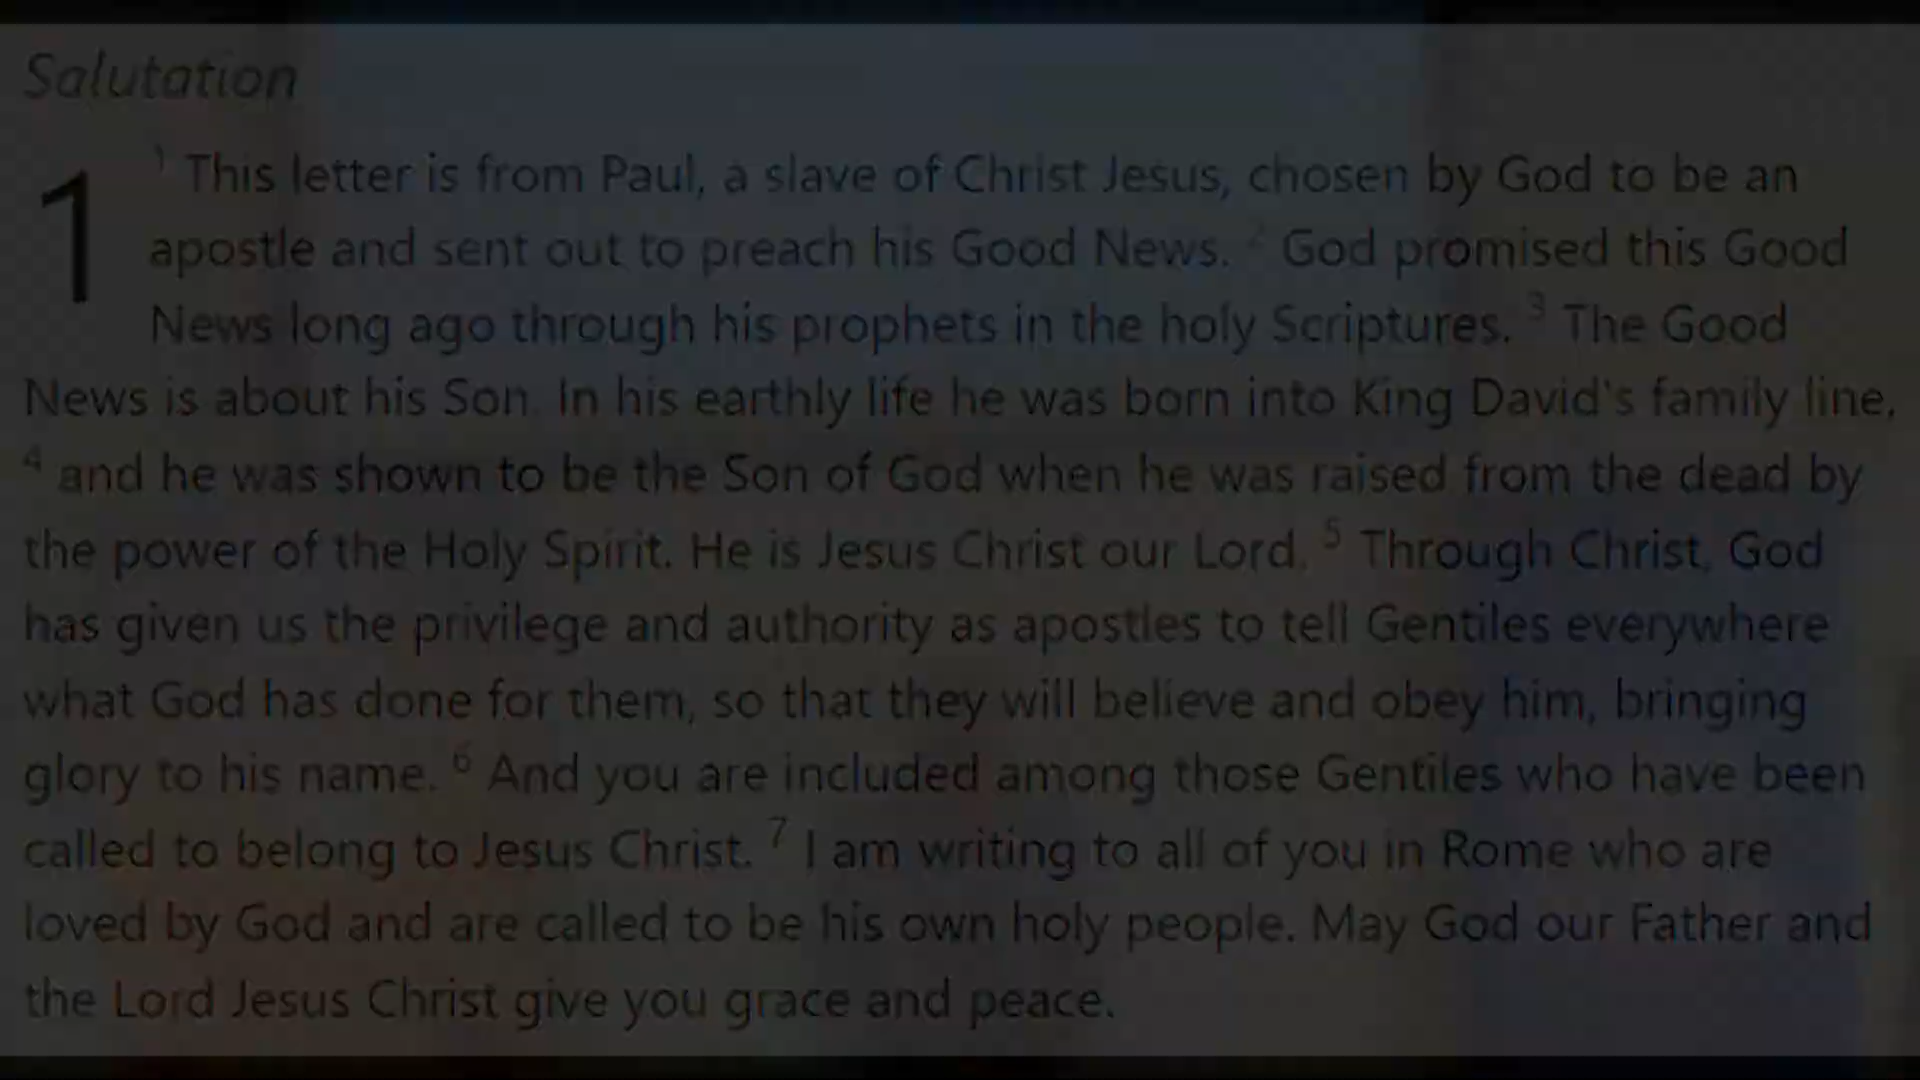 Salutation
1 ¹ This letter is from Paul, a slave of Christ Jesus, chosen by God to be an
apostle and sent out to preach his Good News. ² God promised this Good
News long ago through his prophets in the holy Scriptures. ³ The Good
News is about his Son. In his earthly life he was born into King David's family line,
⁴ and he was shown to be the Son of God when he was raised from the dead by
the power of the Holy Spirit. He is Jesus Christ our Lord. ⁵ Through Christ, God
has given us the privilege and authority as apostles to tell Gentiles everywhere
what God has done for them, so that they will believe and obey him, bringing
glory to his name. ⁶ And you are included among those Gentiles who have been
called to belong to Jesus Christ. ⁷ I am writing to all of you in Rome who are
loved by God and are called to be his own holy people. May God our Father and
the Lord Jesus Christ give you grace and peace.